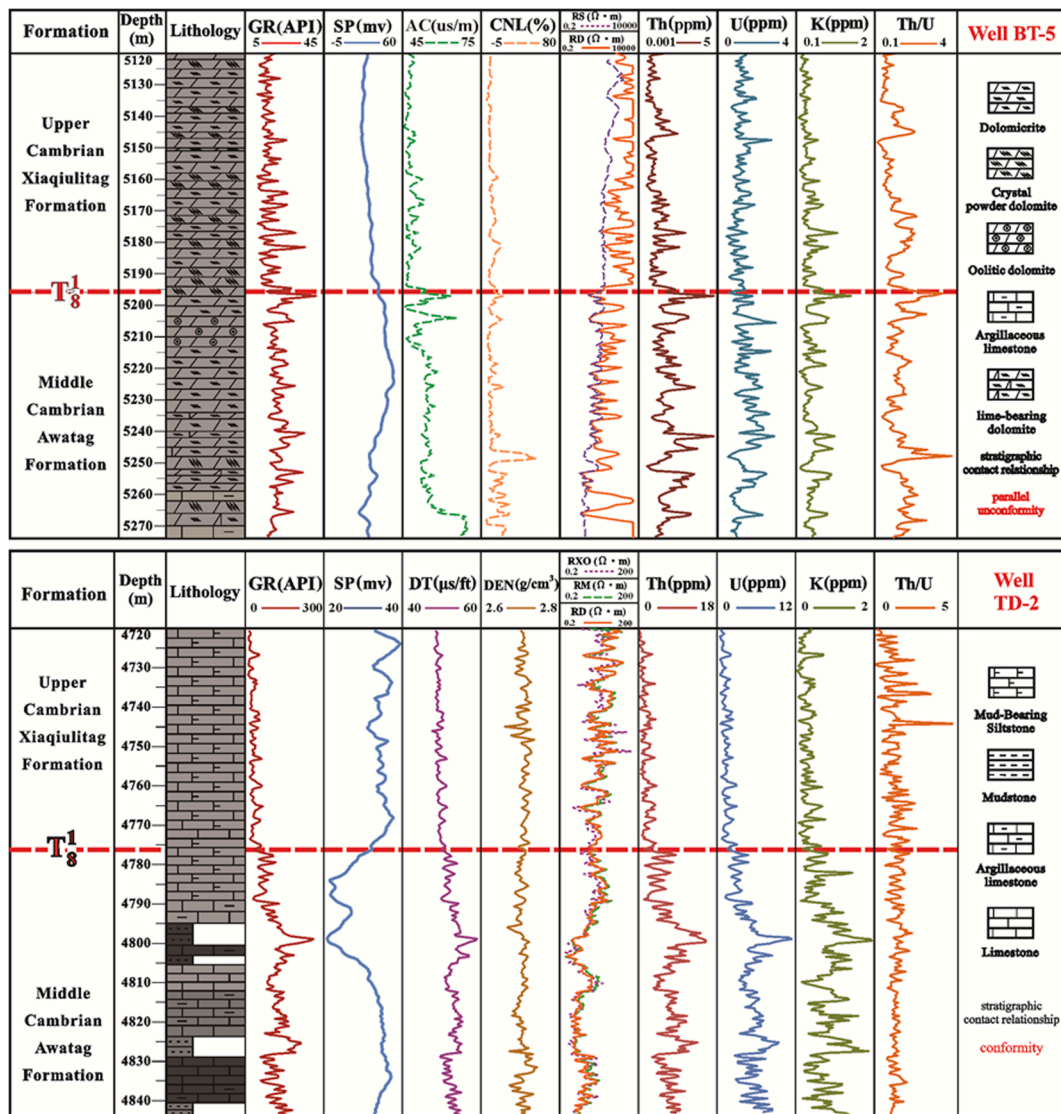 Formation
Depth
(m)
Lithology
GR(API)
5 45
SP(mv)
-5 60
AC(us/m)
45 75
CNL(%)
-5 80
RS (Ω·m)
0.2 10000
RD (Ω·m)
0.2 10000
Th(ppm)
0.001 5
U(ppm)
0 4
K(ppm)
0.1 2
Th/U
0.1 4
Well BT-5
Upper
Cambrian
Xiaqiulitag
Formation
T 1 8
Middle
Cambrian
Awatag
Formation
5120
5130
5140
5150
5160
5170
5180
5190
5200
5210
5220
5230
5240
5250
5260
5270
Dolomicrite
Crystal
powder dolomite
Oolitic dolomite
Argillaceous
limestone
lime-bearing
dolomite
stratigraphic
contact relationship
parallel
unconformity
Formation
Depth
(m)
Lithology
GR(API)
0 300
SP(mv)
20 40
DT(μs/ft)
40 60
DEN(g/cm³)
2.6 2.8
RXO(Ω·m)
0.2 200
RM (Ω·m)
0.2 200
RD (Ω·m)
0.2 200
Th(ppm)
0 18
U(ppm)
0 12
K(ppm)
0 2
Th/U
0 5
Well
TD-2
Upper
Cambrian
Xiaqiulitag
Formation
T 1 8
Middle
Cambrian
Awatag
Formation
4720
4730
4740
4750
4760
4770
4780
4790
4800
4810
4820
4830
4840
Mud-Bearing
Siltstone
Mudstone
Argillaceous
limestone
Limestone
stratigraphic
contact relationship
conformity